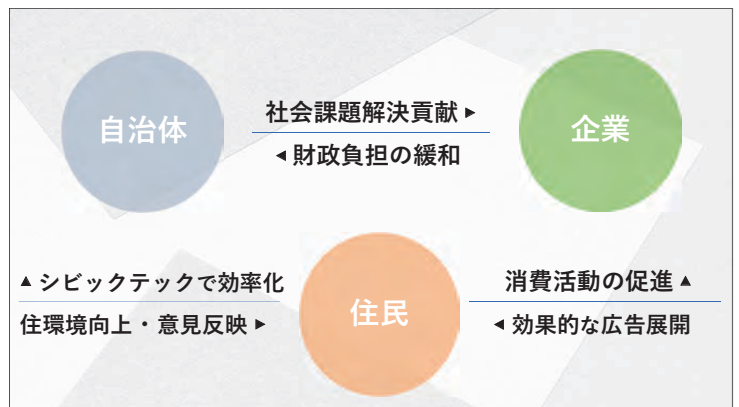 自治体
社会課題解決貢献▶
◀財政負担の緩和
企業
▲シビックテックで効率化
住環境向上・意見反映▶
住民
消費活動の促進▲
◀効果的な広告展開